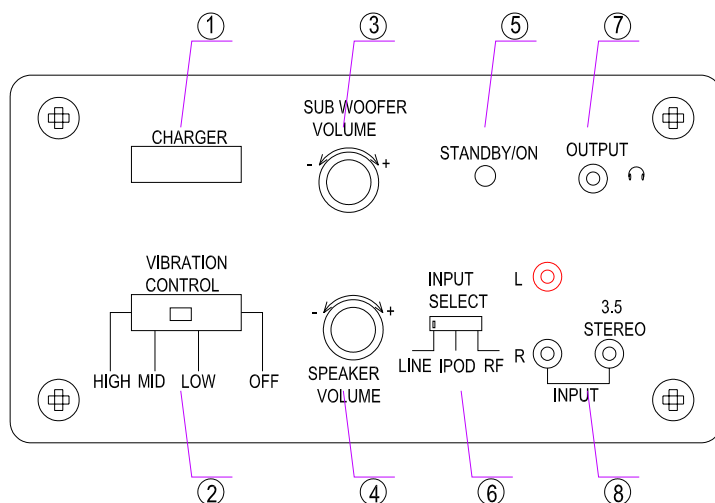 ① ③ ⑤ ⑦
SUB WOOFER
VOLUME
CHARGER
- +
STANDBY/ON
OUTPUT
VIBRATION
CONTROL
HIGH MID LOW OFF
- +
SPEAKER
VOLUME
INPUT
SELECT
LINE IPOD RF
L
R
3.5
STEREO
INPUT
② ④ ⑥ ⑧